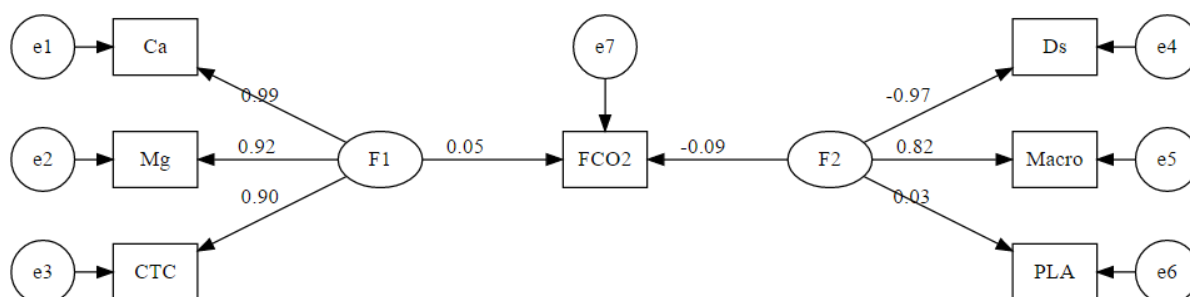 e1
Ca
e7
Ds
e4
0.99
-0.97
e2
Mg
0.92
F1
0.05
FCO2
-0.09
F2
0.82
Macro
e5
0.90
0.03
e3
CTC
PLA
e6